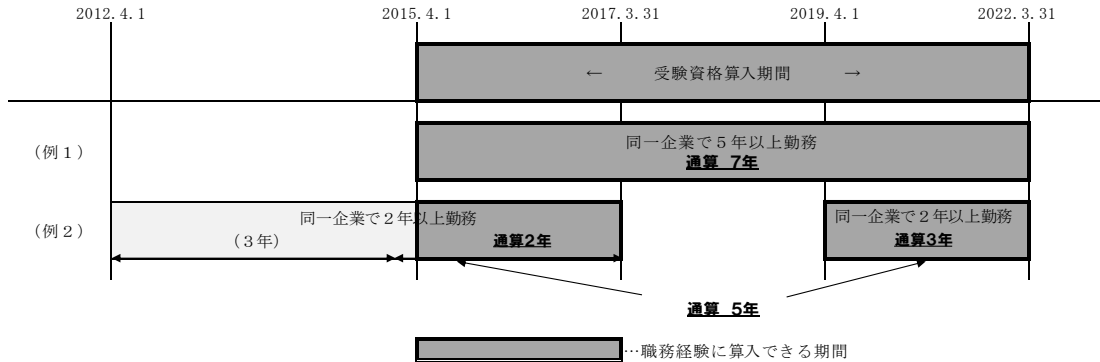 2012.4.1 2015.4.1 2017.3.31 2019.4.1 2022.3.31
← 受験資格算入期間 →
(例1)
同一企業で5年以上勤務
通算 7年
(例2)
同一企業で2年以上勤務
(3年)
通算2年
同一企業で2年以上勤務
通算3年
通算 5年
…職務経験に算入できる期間